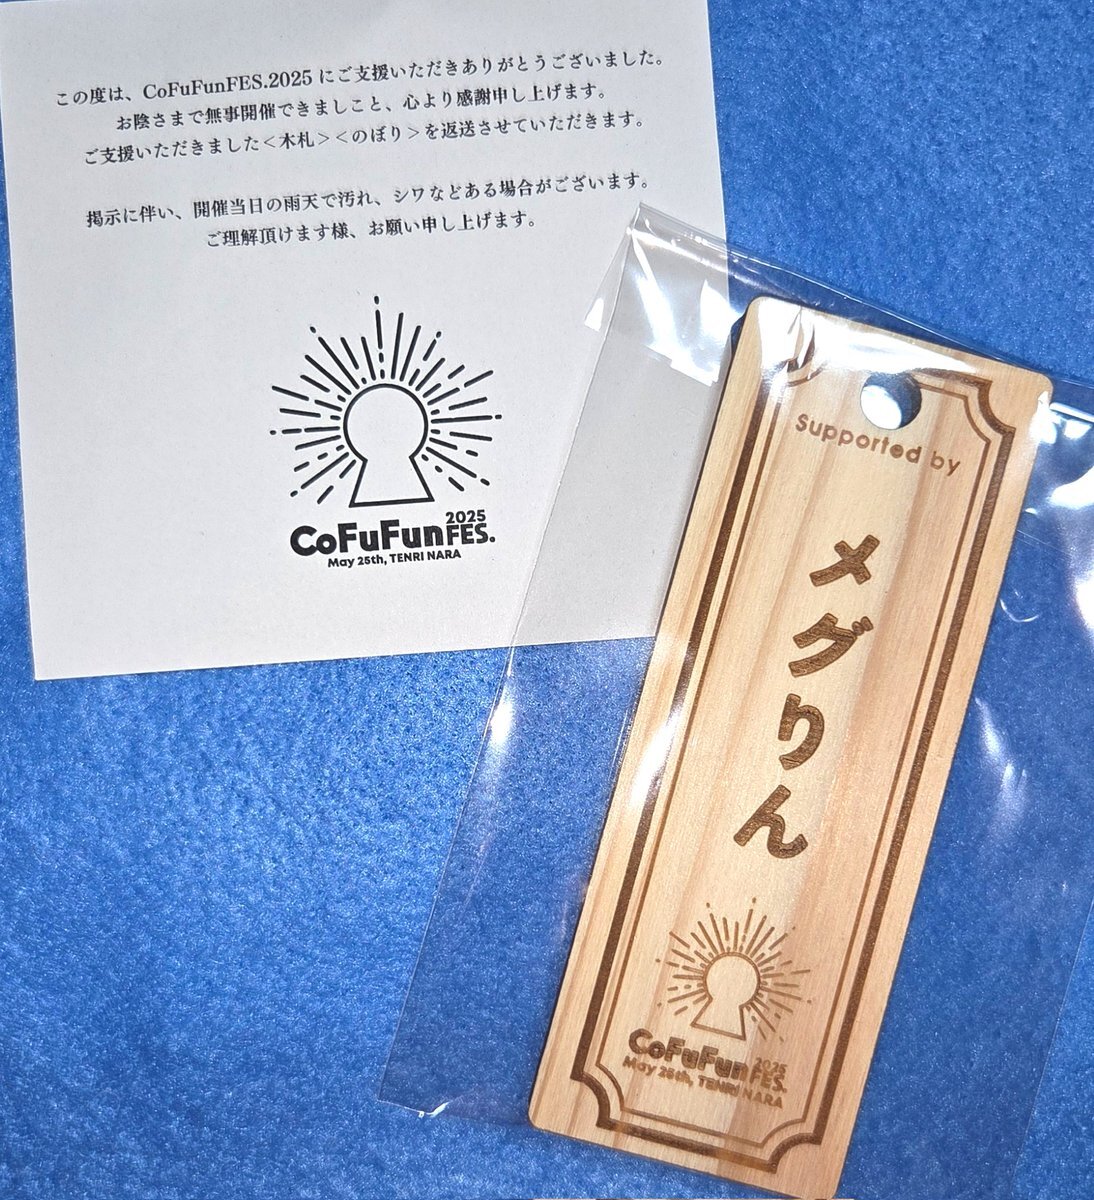 この度は、CoFuFunFES.2025 にご支援いただきありがとうございました。
お陰さまで無事開催できましこと、心より感謝申し上げます。
ご支援いただきました＜木札＞＜のぼり＞を返送させていただきます。
掲示に伴い、開催当日の雨天で汚れ、シワなどある場合がございます。
ご理解頂けます様、お願い申し上げます。
CoFuFun 2025 FES.
May 25th, TENRI NARA
Supported by
メグりん
CoFuFun 2025 FES.
May 25th, TENRI NARA